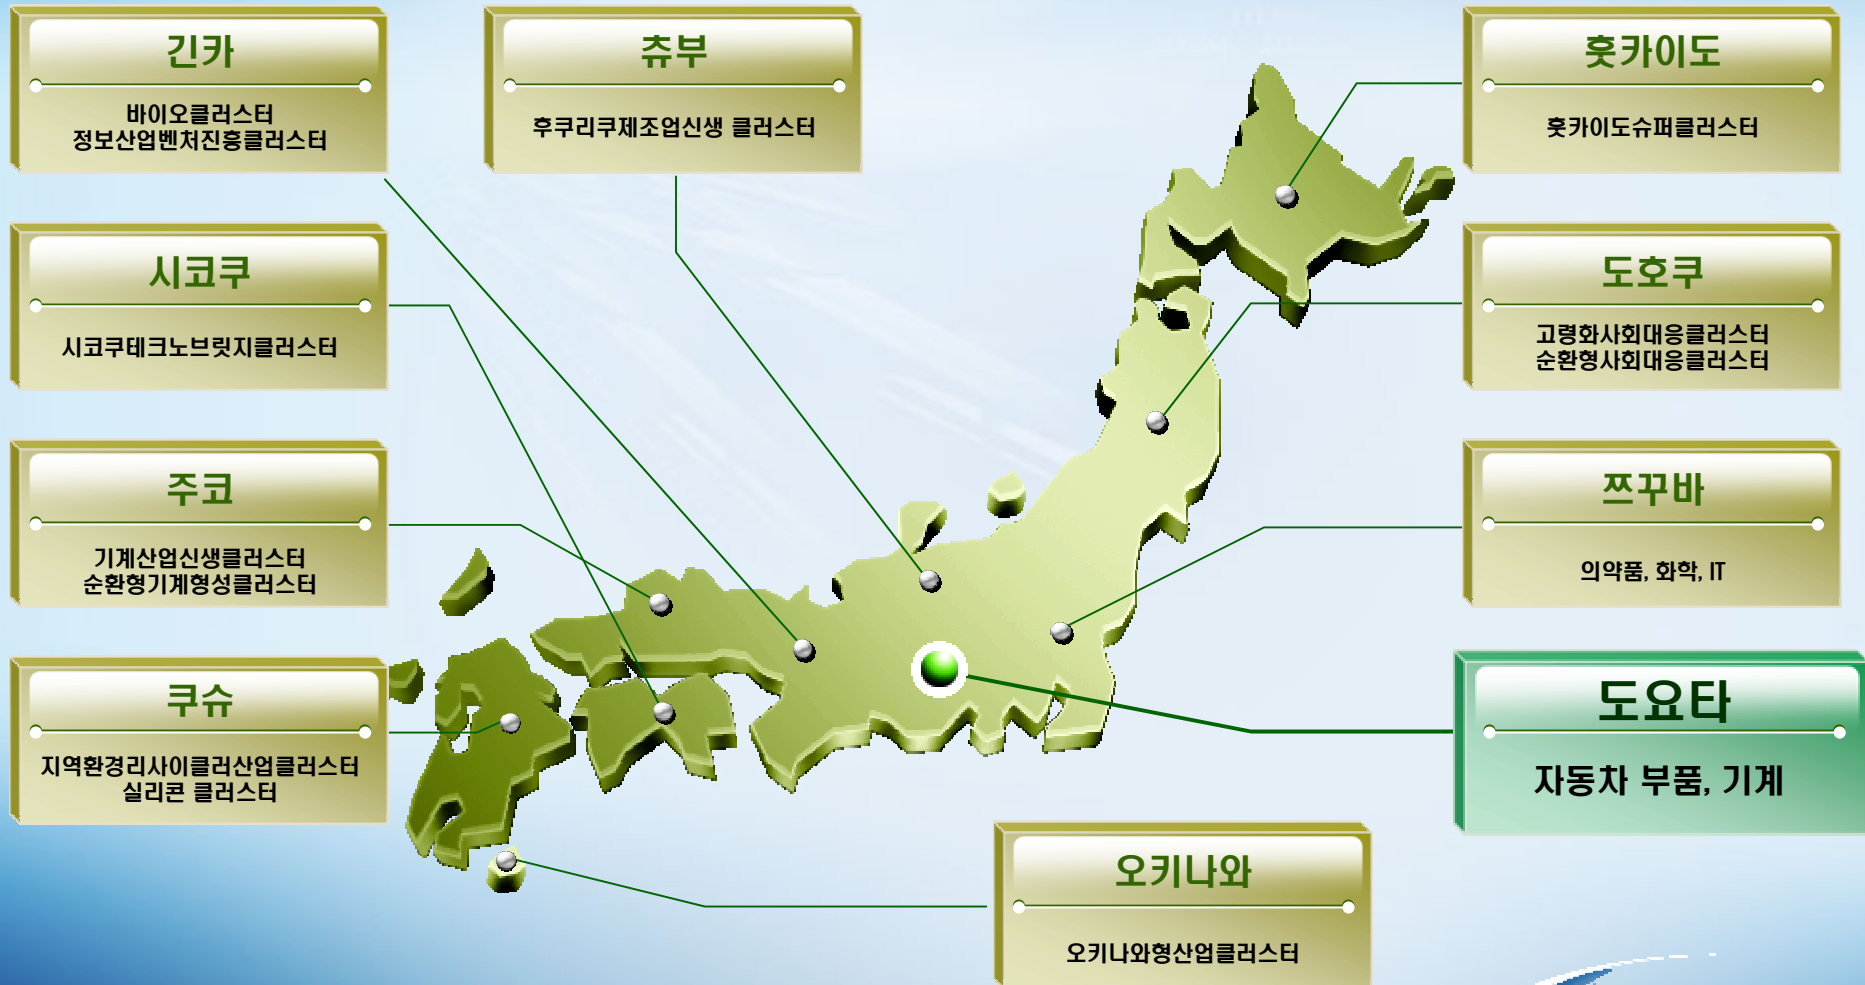 긴카
바이오클러스터
정보산업벤처진흥클러스터
츄부
후쿠리쿠제조업신생 클러스터
홋카이도
홋카이도슈퍼클러스터
시코쿠
시코쿠테크노브릿지클러스터
도호쿠
고령화사회대응클러스터
순환형사회대응클러스터
주코
기계산업신생클러스터
순환형기계형성클러스터
쯔꾸바
의약품, 화학, IT
쿠슈
지역환경리사이클러산업클러스터
실리콘 클러스터
도요타
자동차 부품, 기계
오키나와
오키나와형산업클러스터